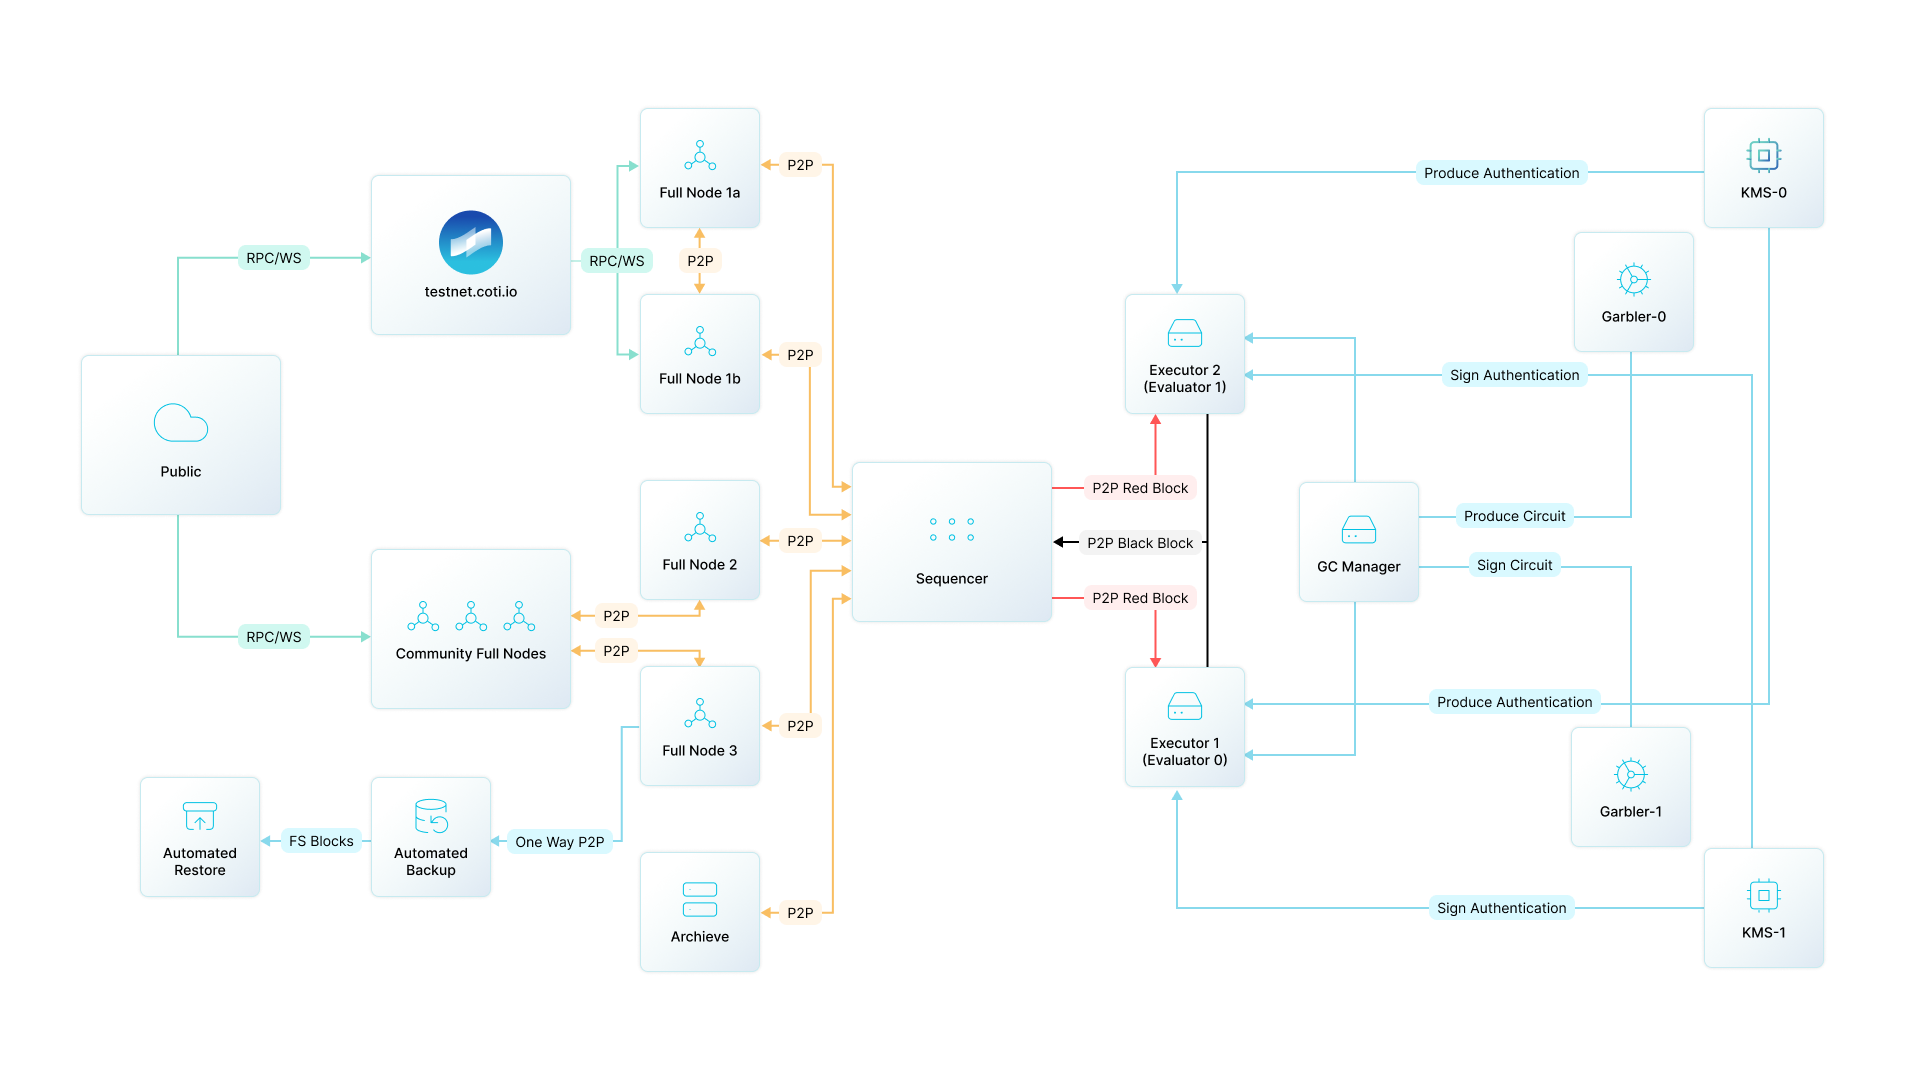 Full Node 1a
P2P
KMS-0
Produce Authentication
RPC/WS
testnet.coti.io
RPC/WS
P2P
Garbler-0
Full Node 1b
P2P
Executor 2
(Evaluator 1)
Sign Authentication
Public
P2P Red Block
Produce Circuit
Full Node 2
P2P
Sequencer
P2P Black Block
GC Manager
Sign Circuit
P2P Red Block
P2P
RPC/WS
Community Full Nodes
P2P
Full Node 3
P2P
Executor 1
(Evaluator 0)
Produce Authentication
Garbler-1
Automated
Restore
FS Blocks
Automated
Backup
One Way P2P
Archieve
P2P
Sign Authentication
KMS-1